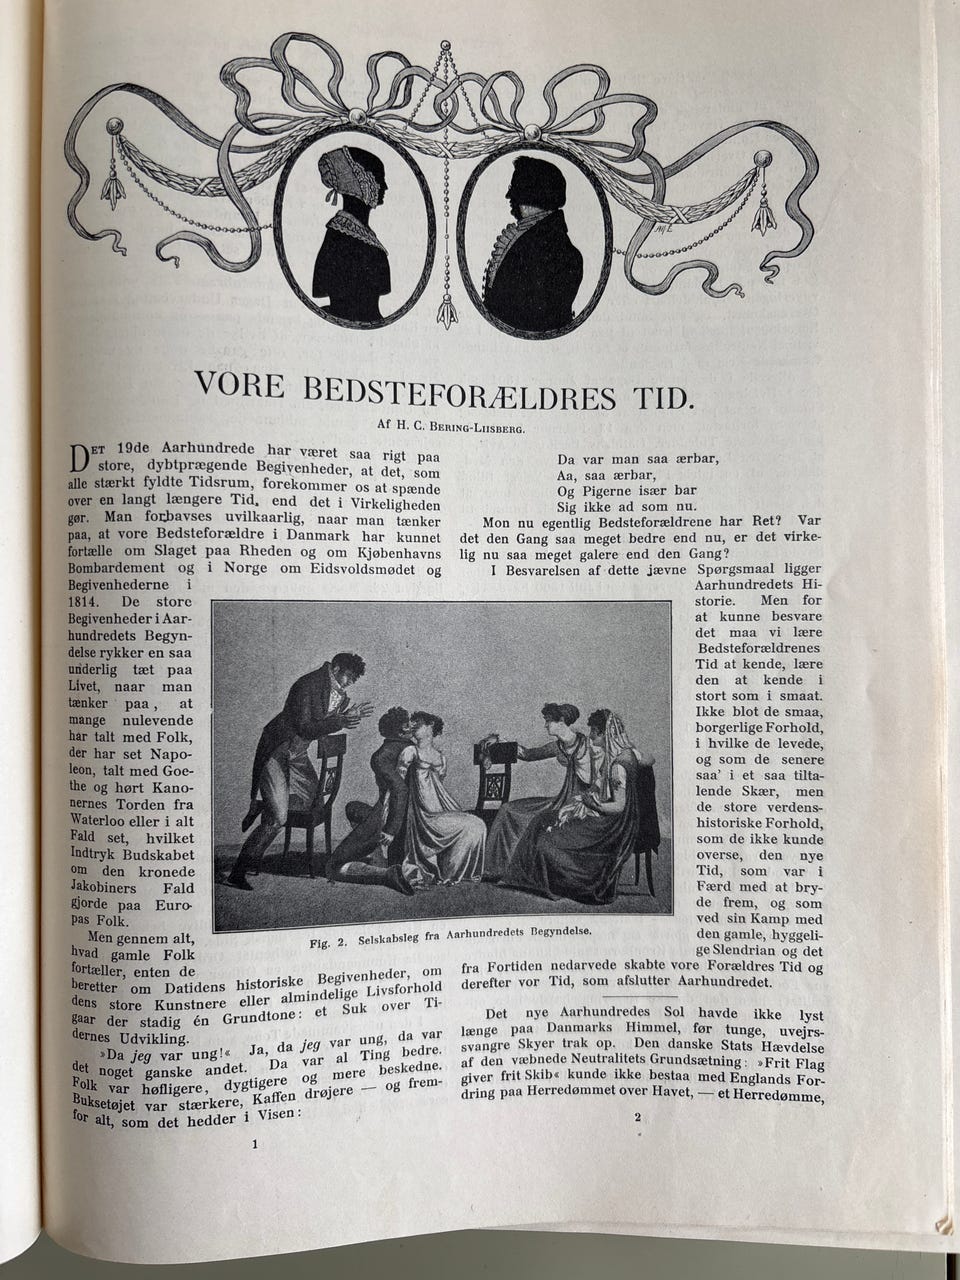 VORE BEDSTEFORÆLDRES TID.
Af H. C. Bering-Liisberg.
Det 19de Aarhundrede har været saa rigt paa
store, dybtprægende Begivenheder, at det, som
alle stærkt fyldte Tidsrum, forekommer os at spænde
over en langt længere Tid, end det i Virkeligheden
gør. Man forbavses uvilkaarlig, naar man tænker
paa, at vore Bedsteforældre i Danmark har kunnet
fortælle om Slaget paa Rheden og om Kjøbenhavns
Bombardement og i Norge om Eidsvoldsmødet og
Begivenhederne i
1814. De store
Begivenheder i Aar-
hundredets Begyn-
delse rykker en saa
underlig tæt paa
Livet, naar man
tænker paa, at
mange nulevende
har talt med Folk,
der har set Napo-
leon, talt med Goe-
the og hørt Kano-
nernes Torden fra
Waterloo eller i alt
Fald set, hvilket
Indtryk Budskabet
om den kronede
Jakobiners Fald
gjorde paa Euro-
pas Folk.
Men gennem alt,
hvad gamle Folk
fortæller, enten de
beretter om Datidens historiske Begivenheder, om
dens store Kunstnere eller almindelige Livsforhold
gaar der stadig én Grundtone: et Suk over Ti-
dernes Udvikling.
»Da jeg var ung!« Ja, da jeg var ung, da var
det noget ganske andet. Da var al Ting bedre.
Folk var høfligere, dygtigere og mere beskedne.
Buksetøjet var stærkere, Kaffen drøjere — og frem-
for alt, som det hedder i Visen:
1
Da var man saa ærbar,
Aa, saa ærbar,
Og Pigerne især bar
Sig ikke ad som nu.
Mon nu egentlig Bedsteforældrene har Ret? Var
det den Gang saa meget bedre end nu, er det virke-
lig nu saa meget galere end den Gang?
I Besvarelsen af dette jævne Spørgsmaal ligger
Aarhundredets Hi-
storie. Men for
at kunne besvare
det maa vi lære
Bedsteforældrenes
Tid at kende, lære
den at kende i
stort som i smaat.
Ikke blot de smaa,
borgerlige Forhold,
i hvilke de levede,
og som de senere
saa' i et saa tilta-
lende Skær, men
de store verdens-
historiske Forhold,
som de ikke kunde
overse, den nye
Tid, som var i
Færd med at bry-
de frem, og som
ved sin Kamp med
den gamle, hyggeli-
ge Slendrian og det
fra Fortiden nedarvede skabte vore Forældres Tid og
derefter vor Tid, som afslutter Aarhundredet.
Det nye Aarhundredes Sol havde ikke lyst
længe paa Danmarks Himmel, før tunge, uvejrs-
svangre Skyer trak op. Den danske Stats Hævdelse
af den væbnede Neutralitets Grundsætning: »Frit Flag
giver frit Skib« kunde ikke bestaa med Englands For-
dring paa Herredømmet over Havet, — et Herredømme,
2
Fig. 2. Selskabsleg fra Aarhundredets Begyndelse.